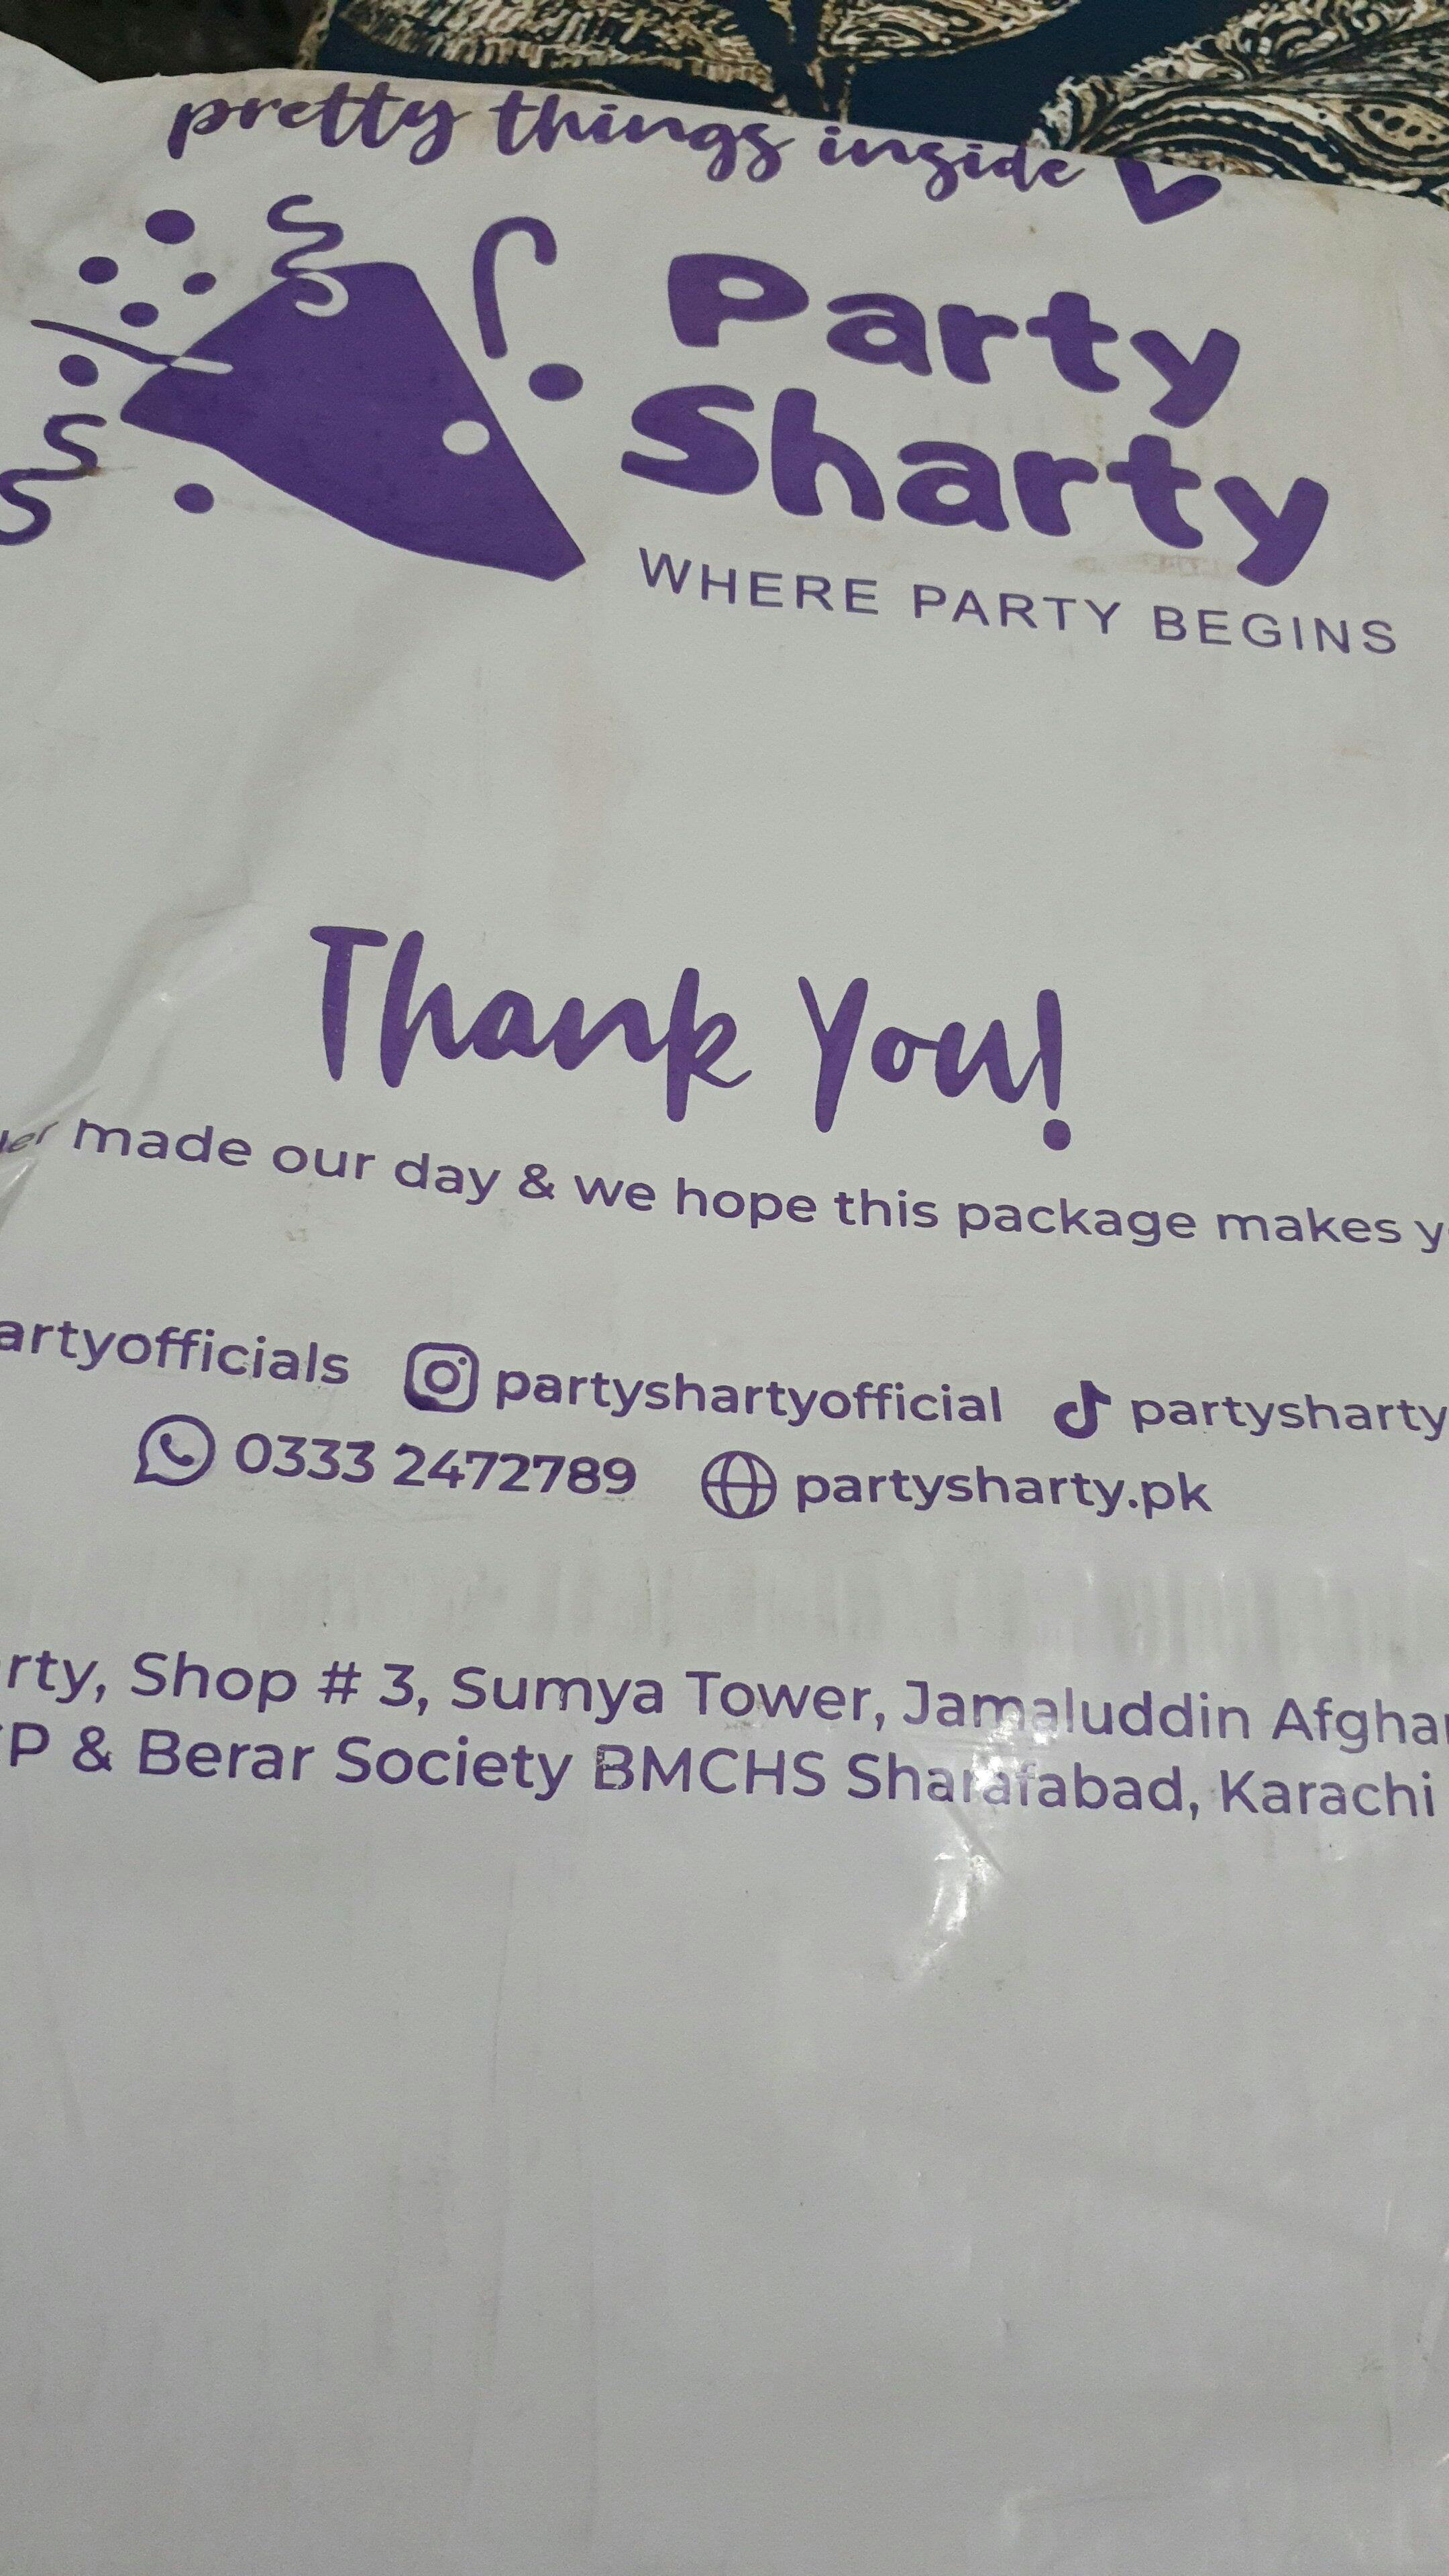 pretty things inside
Party
Sharty
WHERE PARTY BEGINS
Thank You!
made our day & we hope this package makes
artyofficials partyshartyofficial partysharty
0333 2472789 partysharty.pk
rty, Shop # 3, Sumya Tower, Jamaluddin Afghan
P & Berar Society BMCHS Sharafabad, Karachi